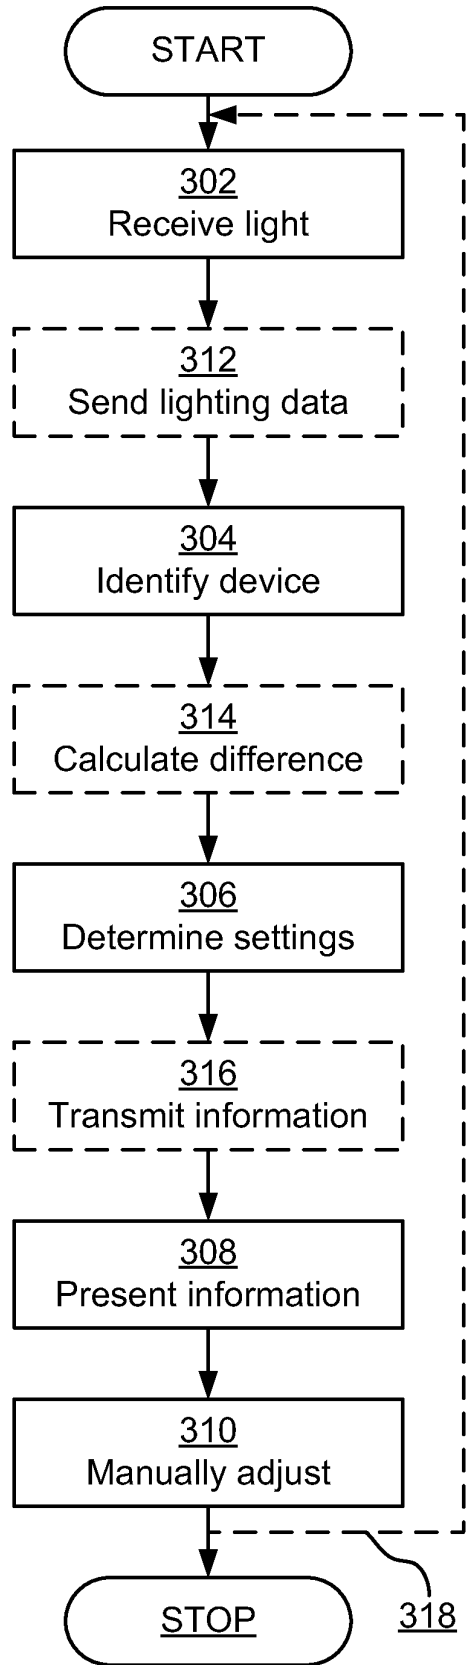 START
302
Receive light
312
Send lighting data
304
Identify device
314
Calculate difference
306
Determine settings
316
Transmit information
308
Present information
310
Manually adjust
STOP
318